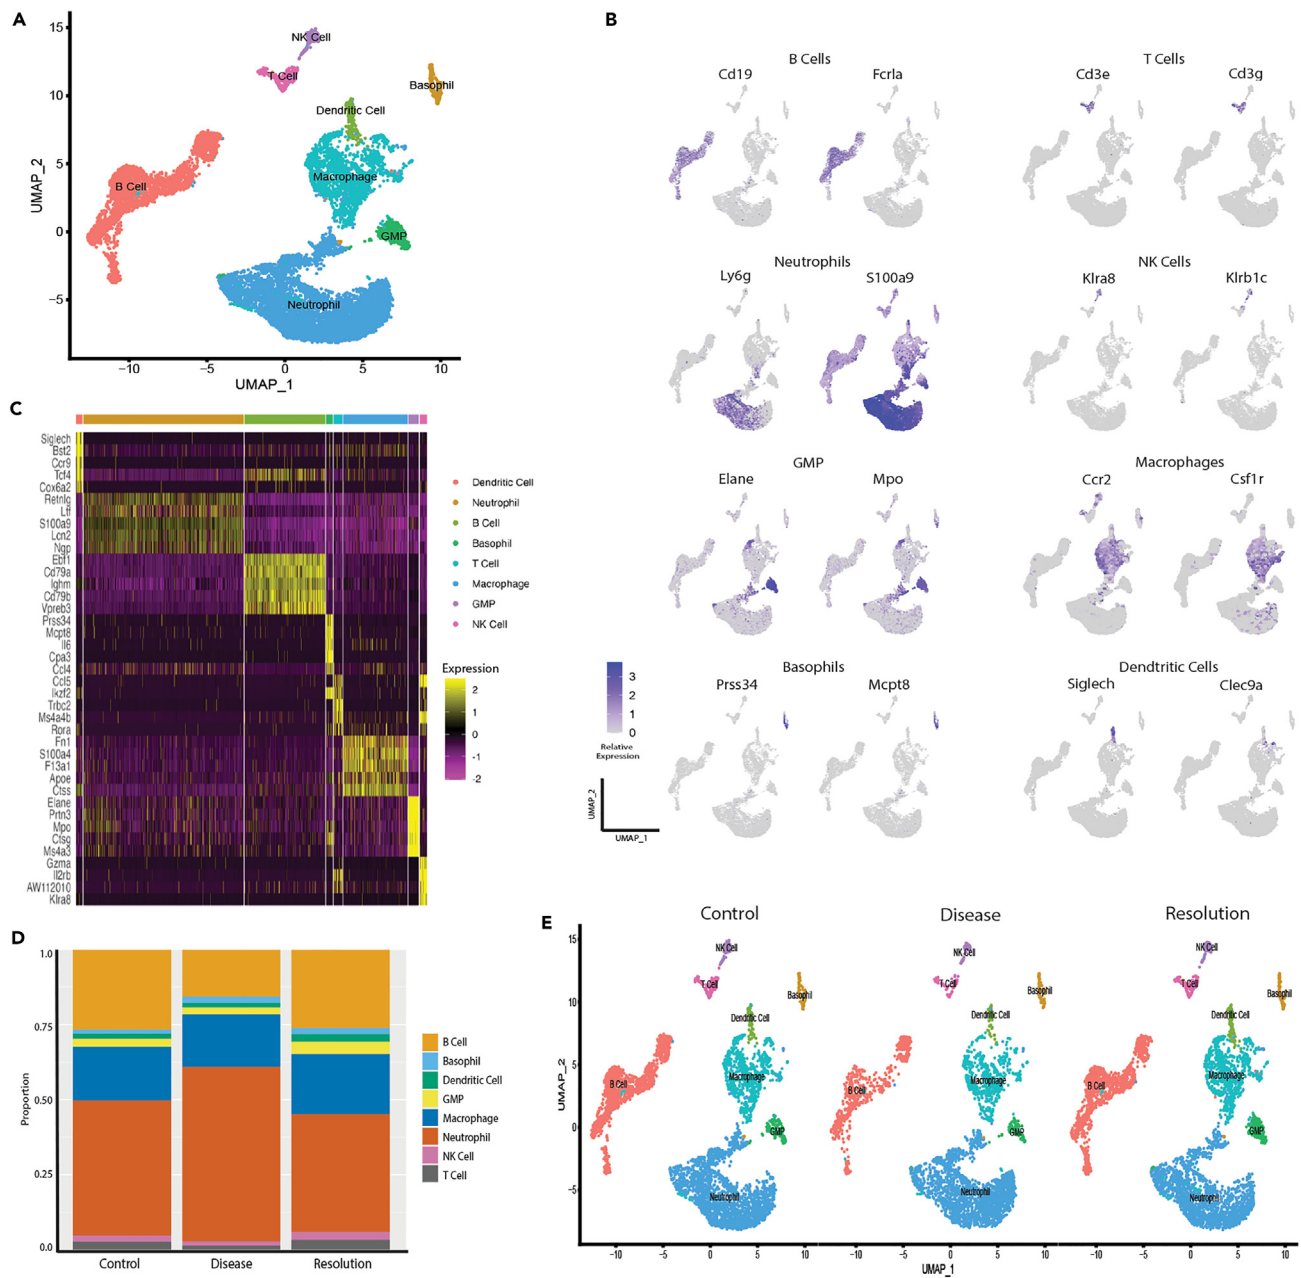 A
15
10
5
0
−5
UMAP_2
NK Cell
T Cell
Basophil
Dendritic Cell
Macrophage
B Cell
GMP
Neutrophil
−10
−5
0
5
10
UMAP_1
B
B Cells
T Cells
Cd19
Fcrla
Cd3e
Cd3g
Neutrophils
NK Cells
Ly6g
S100a9
Klra8
Klrb1c
GMP
Macrophages
Elane
Mpo
Ccr2
Csf1r
Basophils
Dendtritic Cells
Prss34
Mcpt8
Siglech
Clec9a
3
2
1
0
Relative
Expression
UMAP_2
UMAP_1
C
Siglech
Bst2
Ccr9
Tcf4
Cox6a2
Retnlg
Ltf
S100a9
Lcn2
Ngp
Ebf1
Cd79a
Ighm
Cd79b
Vpreb3
Prss34
Mcpt8
Il6
Cpa3
Ccl4
Ccl5
Ikzf2
Trbc2
Ms4a4b
Rora
Fn1
S100a4
F13a1
Apoe
Ctss
Elane
Prtn3
Mpo
Ctsg
Ms4a3
Gzma
Il2rb
AW112010
Klra8
Dendritic Cell
Neutrophil
B Cell
Basophil
T Cell
Macrophage
GMP
NK Cell
Expression
2
1
0
-1
-2
D
1.0
0.75
0.50
0.25
0.0
Proportion
Control
Disease
Resolution
B Cell
Basophil
Dendritic Cell
GMP
Macrophage
Neutrophil
NK Cell
T Cell
E
Control
Disease
Resolution
15
10
5
0
−5
UMAP_2
NK Cell
T Cell
Basophil
Dendritic Cell
Macrophage
B Cell
GMP
Neutrophil
NK Cell
T Cell
Basophil
Dendritic Cell
Macrophage
B Cell
GMP
Neutrophil
NK Cell
T Cell
Basophil
Dendritic Cell
Macrophage
B Cell
GMP
Neutrophil
−10
−5
0
5
10
−10
−5
0
5
10
−10
−5
0
5
10
UMAP_1